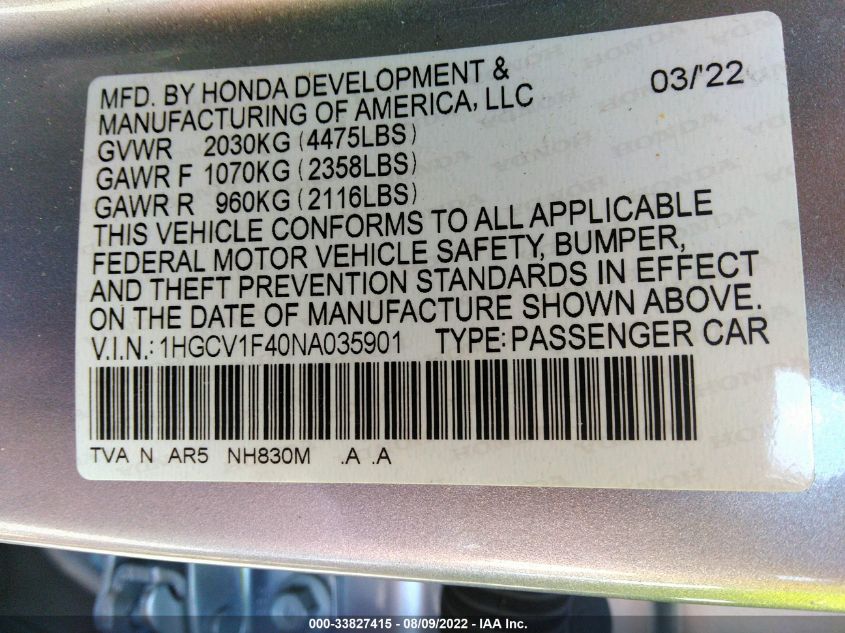 MFD. BY HONDA DEVELOPMENT & 03/'22
MANUFACTURING OF AMERICA, LLC
GVWR 2030KG (4475LBS)
GAWR F 1070KG (2358LBS)
GAWR R 960KG (2116LBS)
THIS VEHICLE CONFORMS TO ALL APPLICABLE
FEDERAL MOTOR VEHICLE SAFETY, BUMPER,
AND THEFT PREVENTION STANDARDS IN EFFECT
ON THE DATE OF MANUFACTURE SHOWN ABOVE.
V.I.N.: 1HGCV1F40NA035901 TYPE: PASSENGER CAR
TVA N AR5 NH830M .A .A
000-33827415 - 08/09/2022 - IAA Inc.